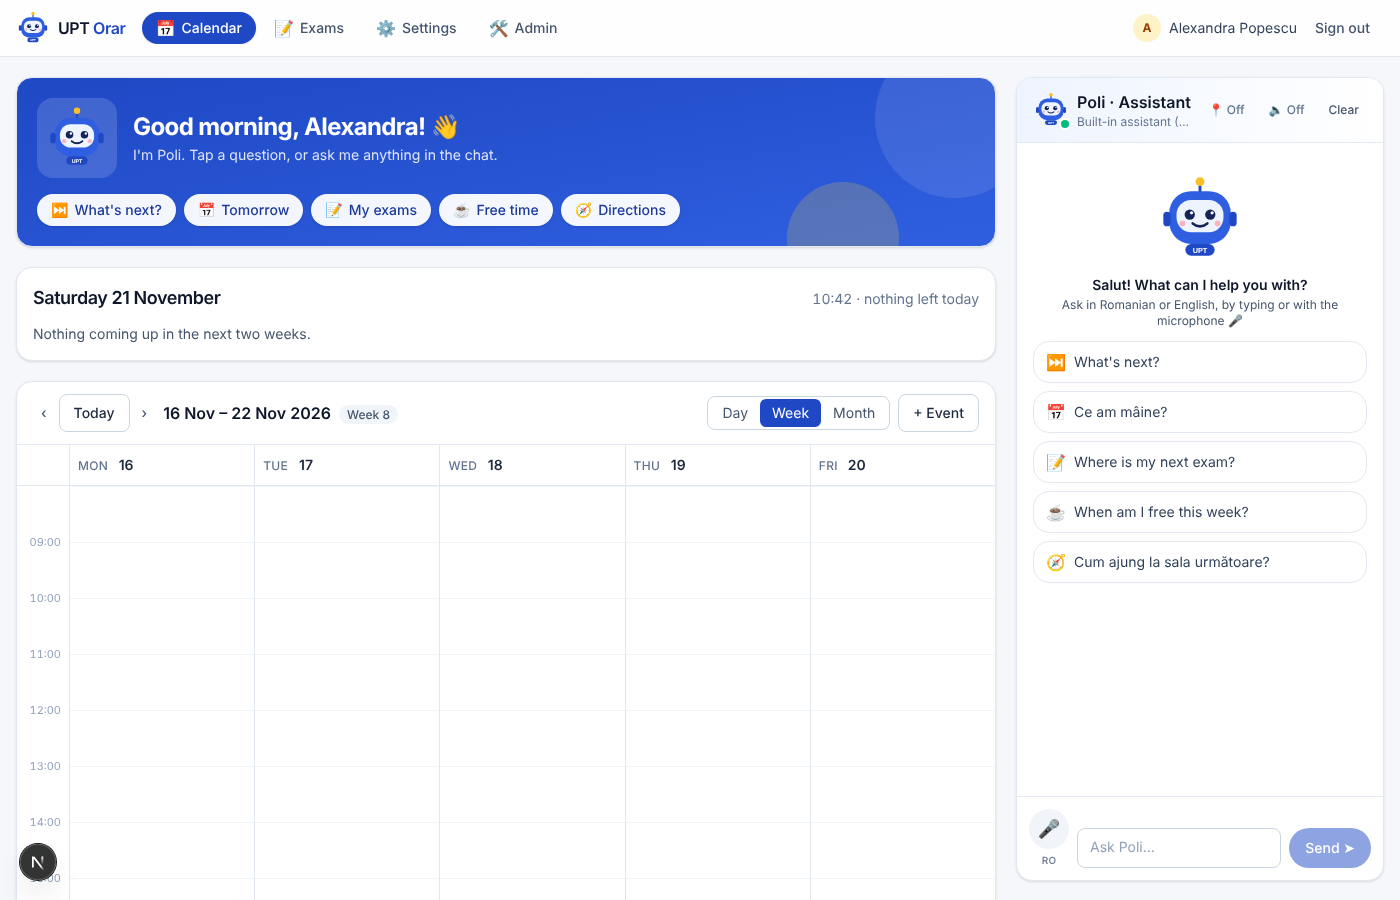 UPT Orar
📅 Calendar
📝 Exams
⚙️ Settings
🛠️ Admin
A
Alexandra Popescu
Sign out
UPT
Good morning, Alexandra! 👋
I'm Poli. Tap a question, or ask me anything in the chat.
⏭️ What's next?
📅 Tomorrow
📝 My exams
☕ Free time
🧭 Directions
Saturday 21 November
10:42 · nothing left today
Nothing coming up in the next two weeks.
‹
Today
›
16 Nov – 22 Nov 2026
Week 8
Day
Week
Month
+ Event
MON 16
TUE 17
WED 18
THU 19
FRI 20
09:00
10:00
11:00
12:00
13:00
14:00
N
Poli · Assistant
Built-in assistant (...
📍 Off
🔈 Off
Clear
UPT
Salut! What can I help you with?
Ask in Romanian or English, by typing or with the
microphone 🎤
⏭️ What's next?
📅 Ce am mâine?
📝 Where is my next exam?
☕ When am I free this week?
🧭 Cum ajung la sala următoare?
🎤
RO
Ask Poli...
Send ➤